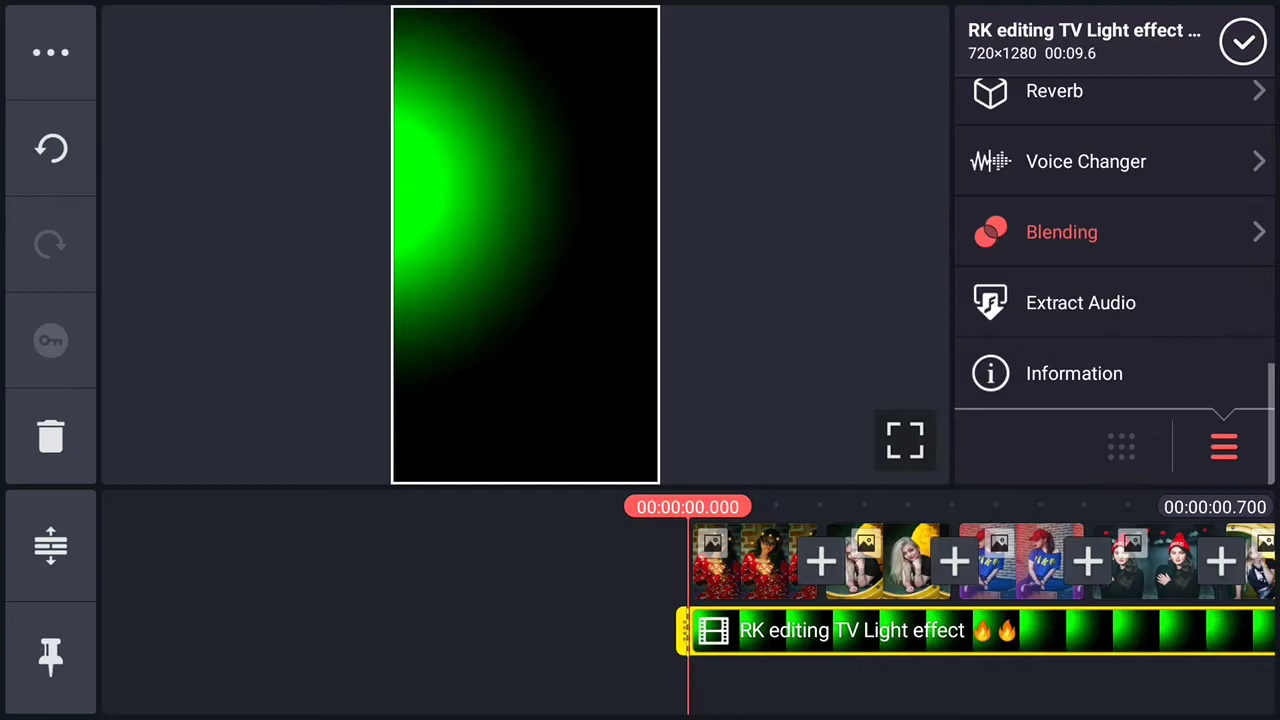 RK editing TV Light effect ...
720×1280 00:09.6
Reverb
Voice Changer
Blending
Extract Audio
Information
00:00:00.000
00:00:00.700
RK editing TV Light effect 🔥🔥